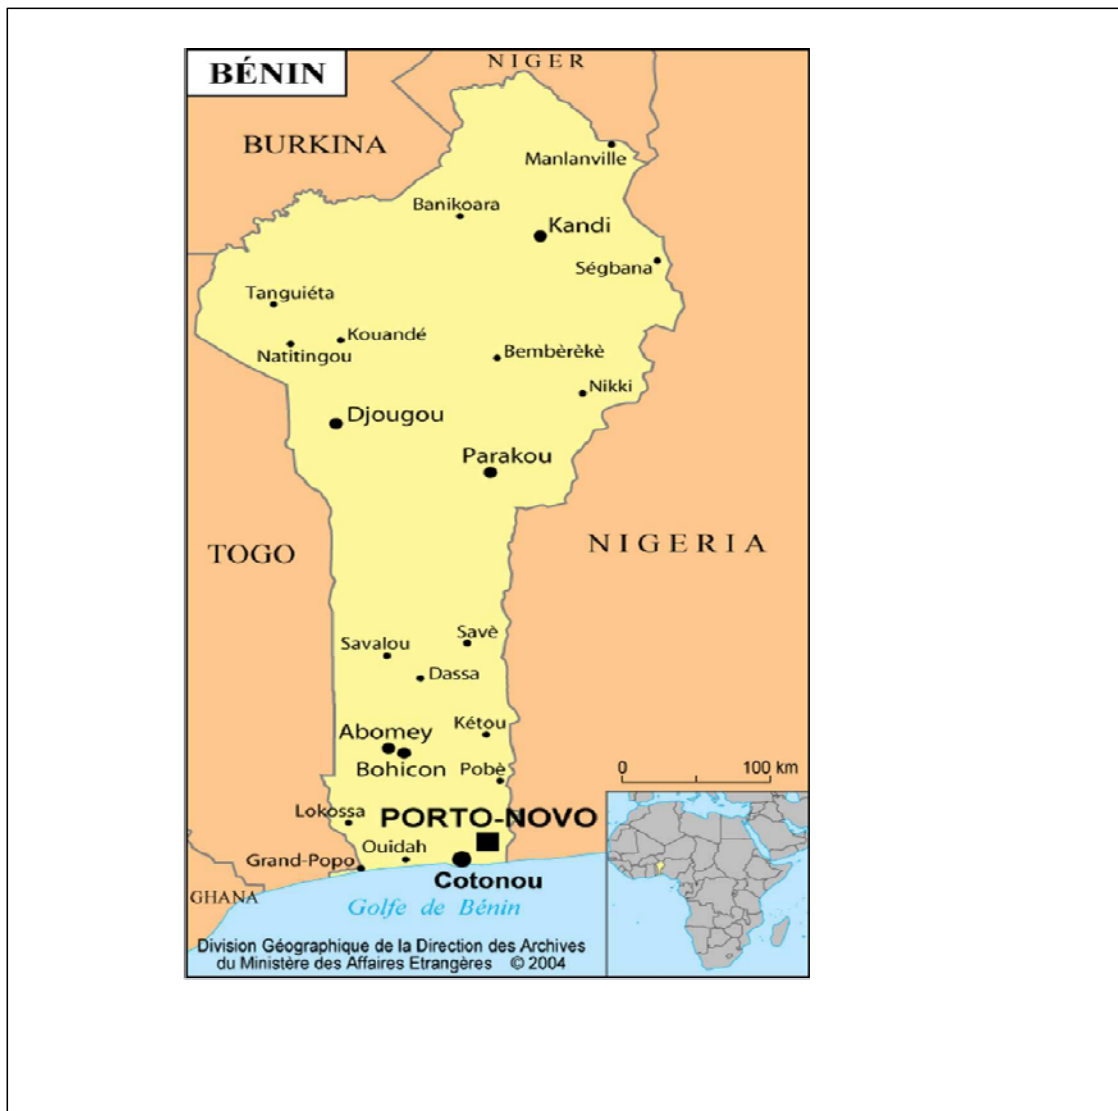 BÉNIN
NIGER
BURKINA
Manlanville
Banikoara
Kandi
Ségbana
Tanguiéta
Kouandé
Natitingou
Bembèrèkè
Nikki
Djougou
Parakou
TOGO
NIGERIA
Savè
Savalou
Dassa
Kétou
Abomey
Bohicon
Pobè
0 100 km
Lokossa
PORTO-NOVO
Ouidah
Grand-Popo
Cotonou
GHANA
Golfe de Bénin
Division Géographique de la Direction des Archives
du Ministère des Affaires Etrangères © 2004